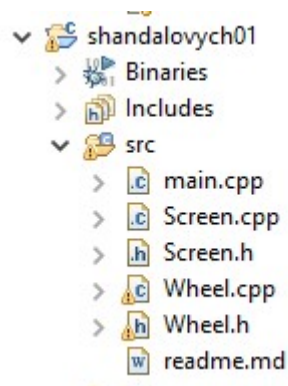 shandalovych01
Binaries
Includes
src
main.cpp
Screen.cpp
Screen.h
Wheel.cpp
Wheel.h
readme.md